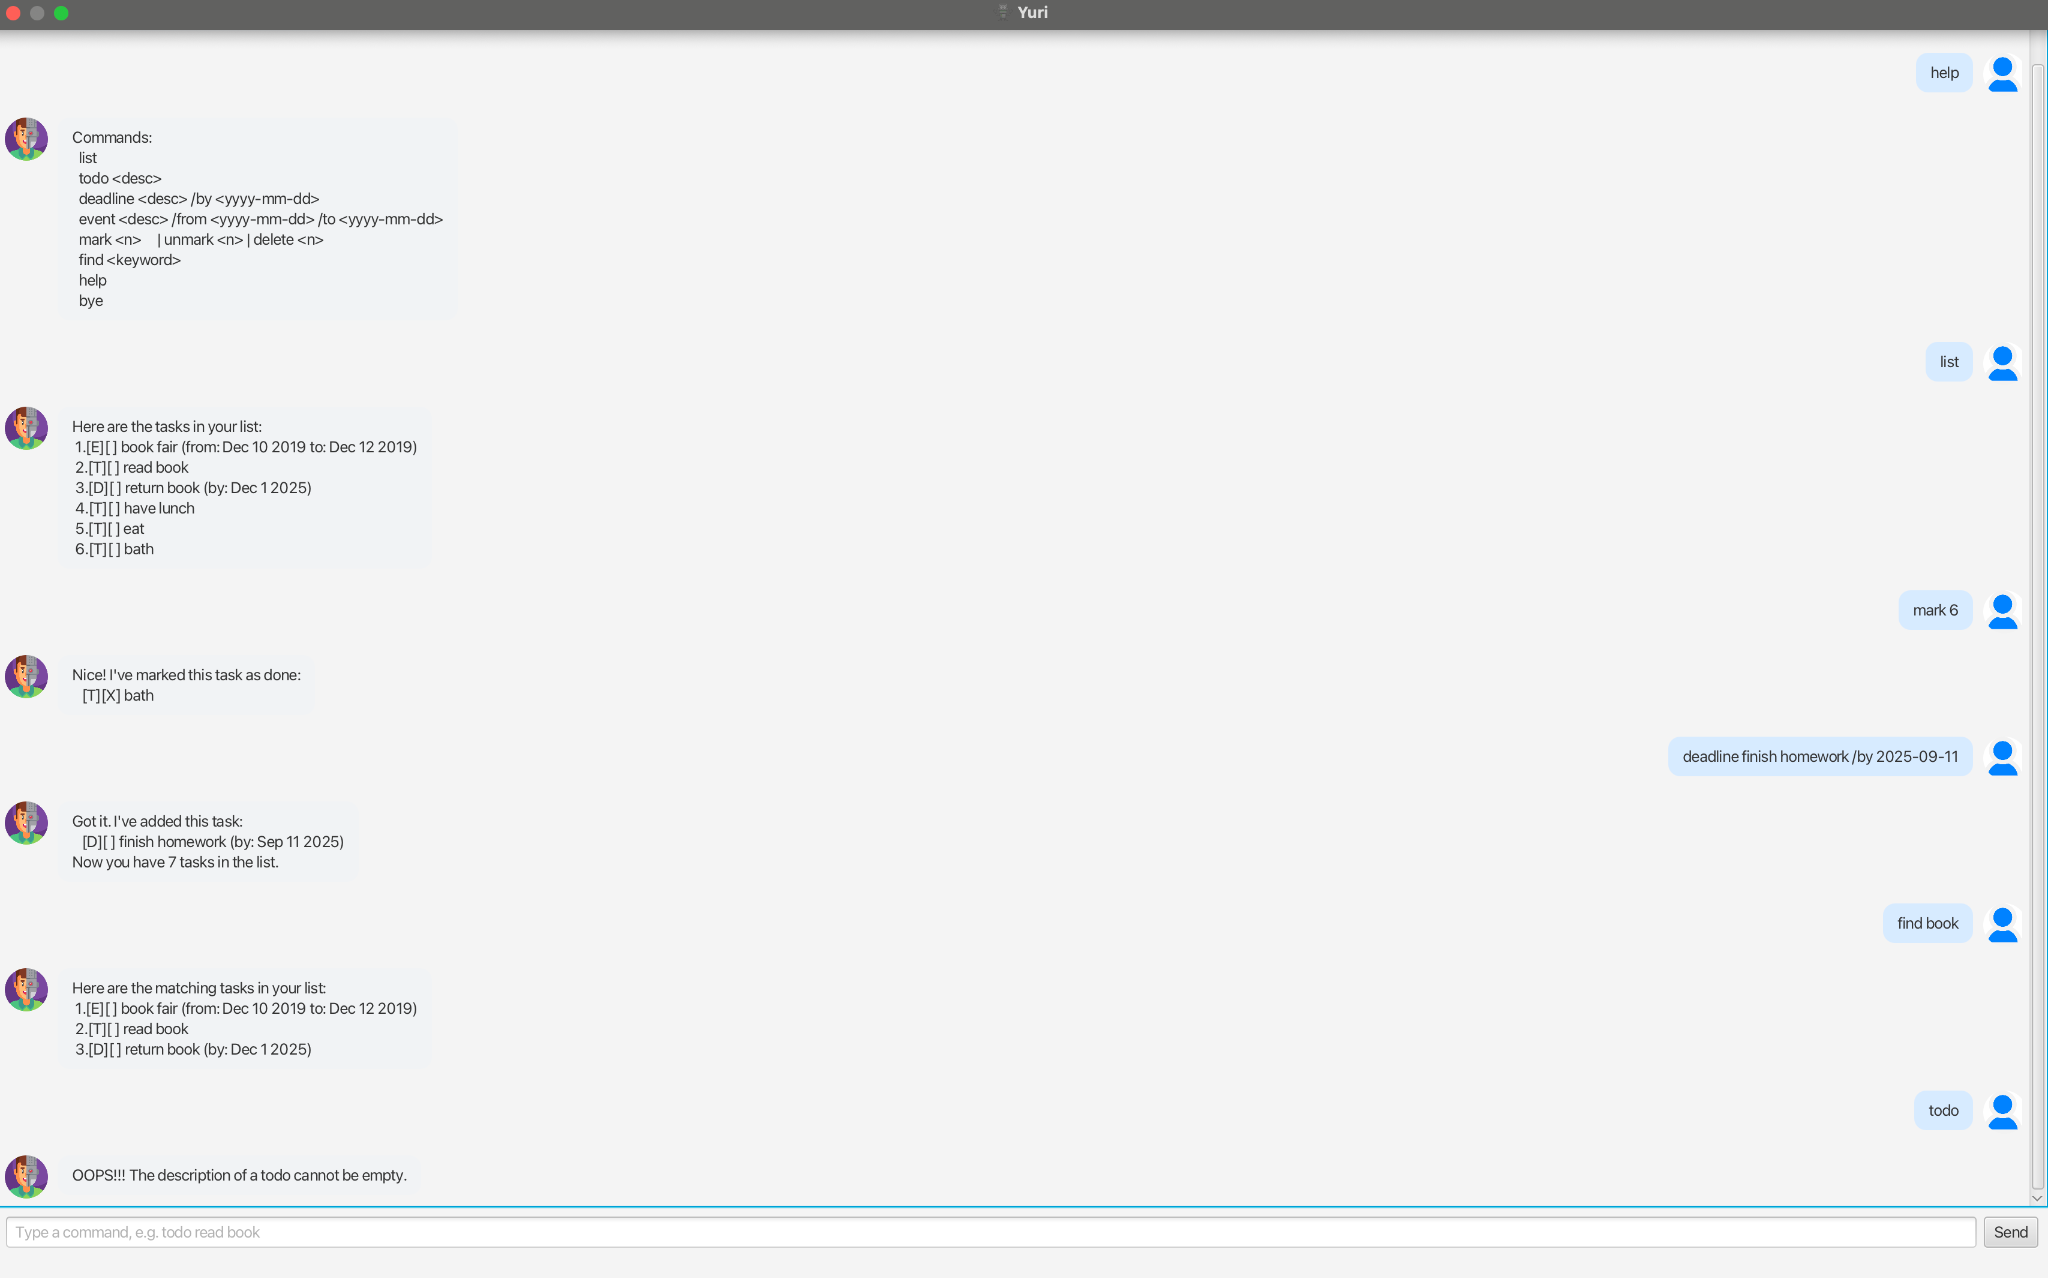 Yuri
help
Commands:
list
todo <desc>
deadline <desc> /by <yyyy-mm-dd>
event <desc> /from <yyyy-mm-dd> /to <yyyy-mm-dd>
mark <n>    | unmark <n> | delete <n>
find <keyword>
help
bye
list
Here are the tasks in your list:
1.[E][ ] book fair (from: Dec 10 2019 to: Dec 12 2019)
2.[T][ ] read book
3.[D][ ] return book (by: Dec 1 2025)
4.[T][ ] have lunch
5.[T][ ] eat
6.[T][ ] bath
mark 6
Nice! I've marked this task as done:
[T][X] bath
deadline finish homework /by 2025-09-11
Got it. I've added this task:
[D][ ] finish homework (by: Sep 11 2025)
Now you have 7 tasks in the list.
find book
Here are the matching tasks in your list:
1.[E][ ] book fair (from: Dec 10 2019 to: Dec 12 2019)
2.[T][ ] read book
3.[D][ ] return book (by: Dec 1 2025)
todo
OOPS!!! The description of a todo cannot be empty.
Type a command, e.g. todo read book
Send